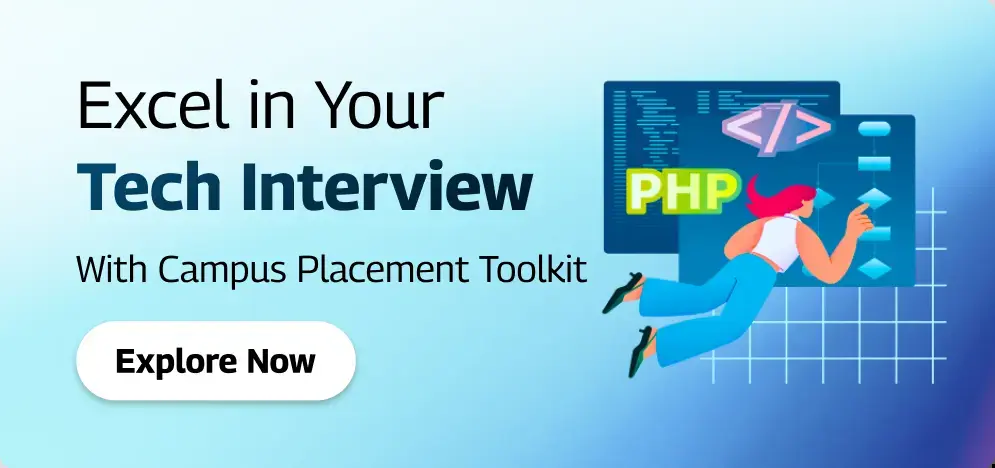 Excel in Your
Tech Interview
With Campus Placement Toolkit
Explore Now
</>
PHP